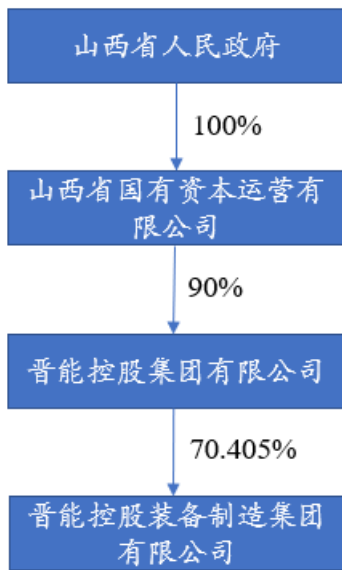 山西省人民政府
100%
山西省国有资本运营有
限公司
90%
晋能控股集团有限公司
70.405%
晋能控股装备制造集团
有限公司